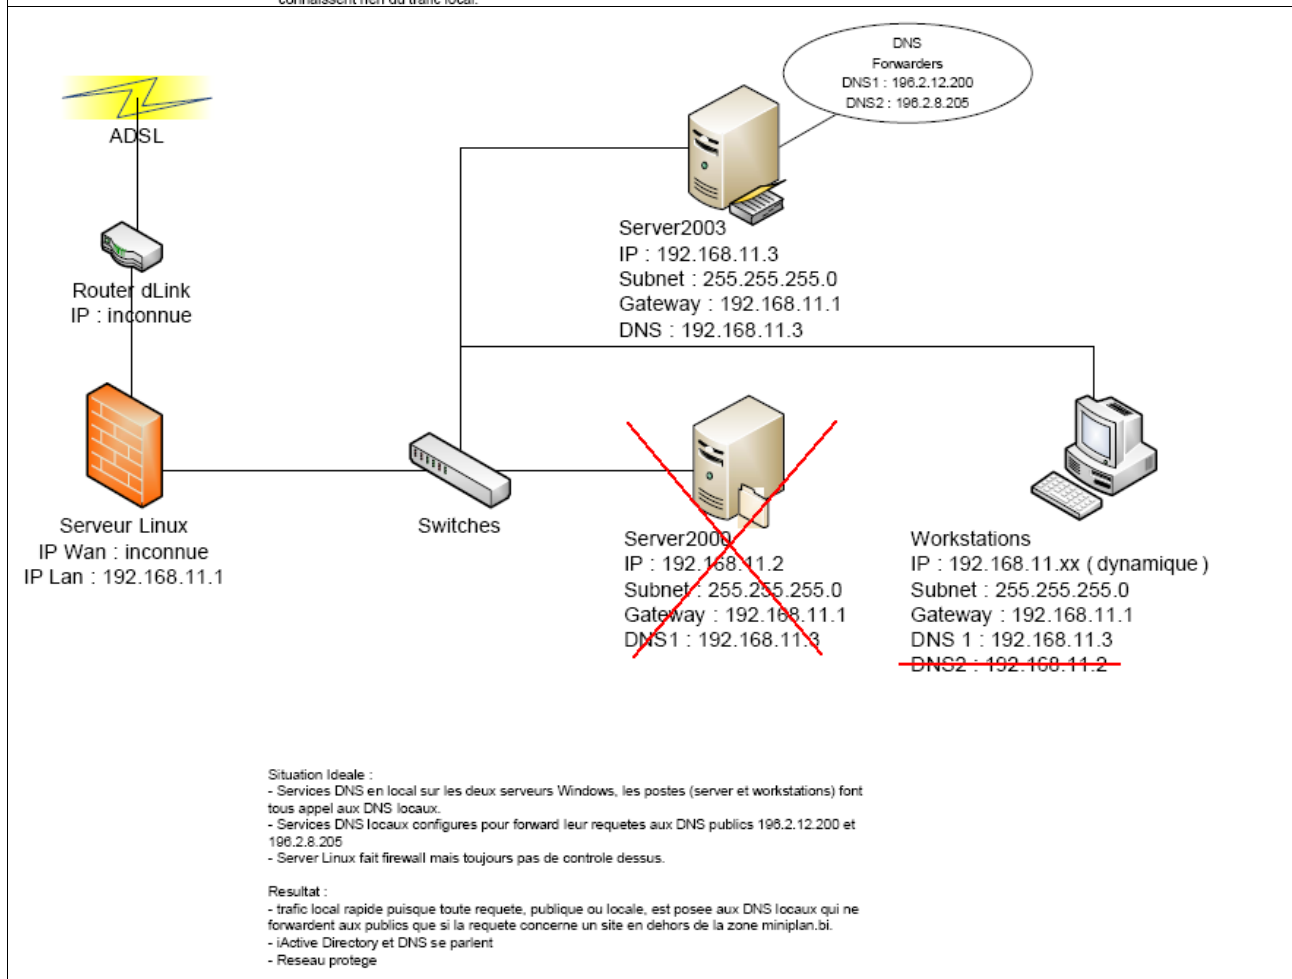 connaissent rien du trafic local.
DNS
Forwarders
DNS1 : 196.2.12.200
DNS2 : 196.2.8.205
ADSL
Router dLink
IP : inconnue
Server2003
IP : 192.168.11.3
Subnet : 255.255.255.0
Gateway : 192.168.11.1
DNS : 192.168.11.3
Serveur Linux
IP Wan : inconnue
IP Lan : 192.168.11.1
Switches
Server2000
IP : 192.168.11.2
Subnet : 255.255.255.0
Gateway : 192.168.11.1
DNS1 : 192.168.11.3
Workstations
IP : 192.168.11.xx ( dynamique )
Subnet : 255.255.255.0
Gateway : 192.168.11.1
DNS 1 : 192.168.11.3
DNS2 : 192.168.11.2
Situation Ideale :
- Services DNS en local sur les deux serveurs Windows, les postes (server et workstations) font
tous appel aux DNS locaux.
- Services DNS locaux configures pour forward leur requetes aux DNS publics 196.2.12.200 et
196.2.8.205
- Server Linux fait firewall mais toujours pas de controle dessus.
Resultat :
- trafic local rapide puisque toute requete, publique ou locale, est posee aux DNS locaux qui ne
forwardent aux publics que si la requete concerne un site en dehors de la zone miniplan.bi.
- iActive Directory et DNS se parlent
- Reseau protege